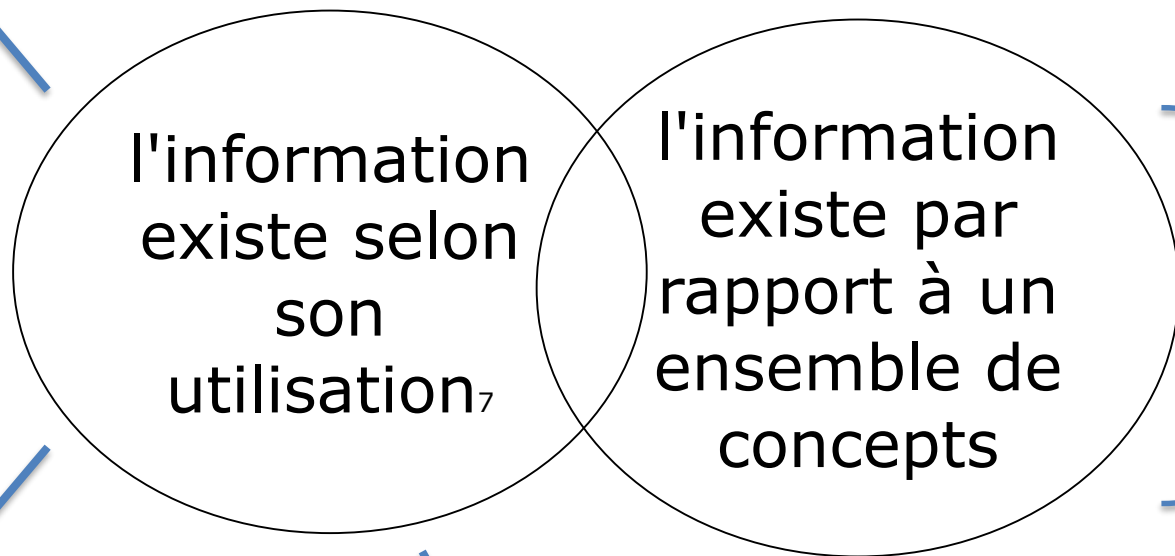 l'information
existe selon
son
utilisation7
l'information
existe par
rapport à un
ensemble de
concepts